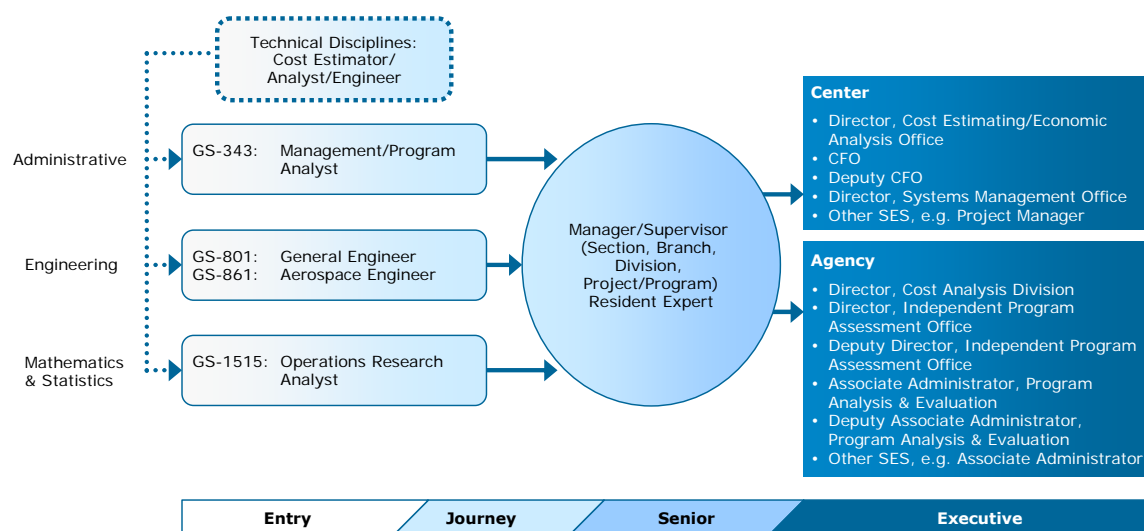 Technical Disciplines:
Cost Estimator/
Analyst/Engineer
Administrative
GS-343: Management/Program
Analyst
Engineering
GS-801: General Engineer
GS-861: Aerospace Engineer
Mathematics
& Statistics
GS-1515: Operations Research
Analyst
Manager/Supervisor
(Section, Branch,
Division,
Project/Program)
Resident Expert
Center
• Director, Cost Estimating/Economic
Analysis Office
• CFO
• Deputy CFO
• Director, Systems Management Office
• Other SES, e.g. Project Manager
Agency
• Director, Cost Analysis Division
• Director, Independent Program
Assessment Office
• Deputy Director, Independent Program
Assessment Office
• Associate Administrator, Program
Analysis & Evaluation
• Deputy Associate Administrator,
Program Analysis & Evaluation
• Other SES, e.g. Associate Administrator
Entry Journey Senior Executive